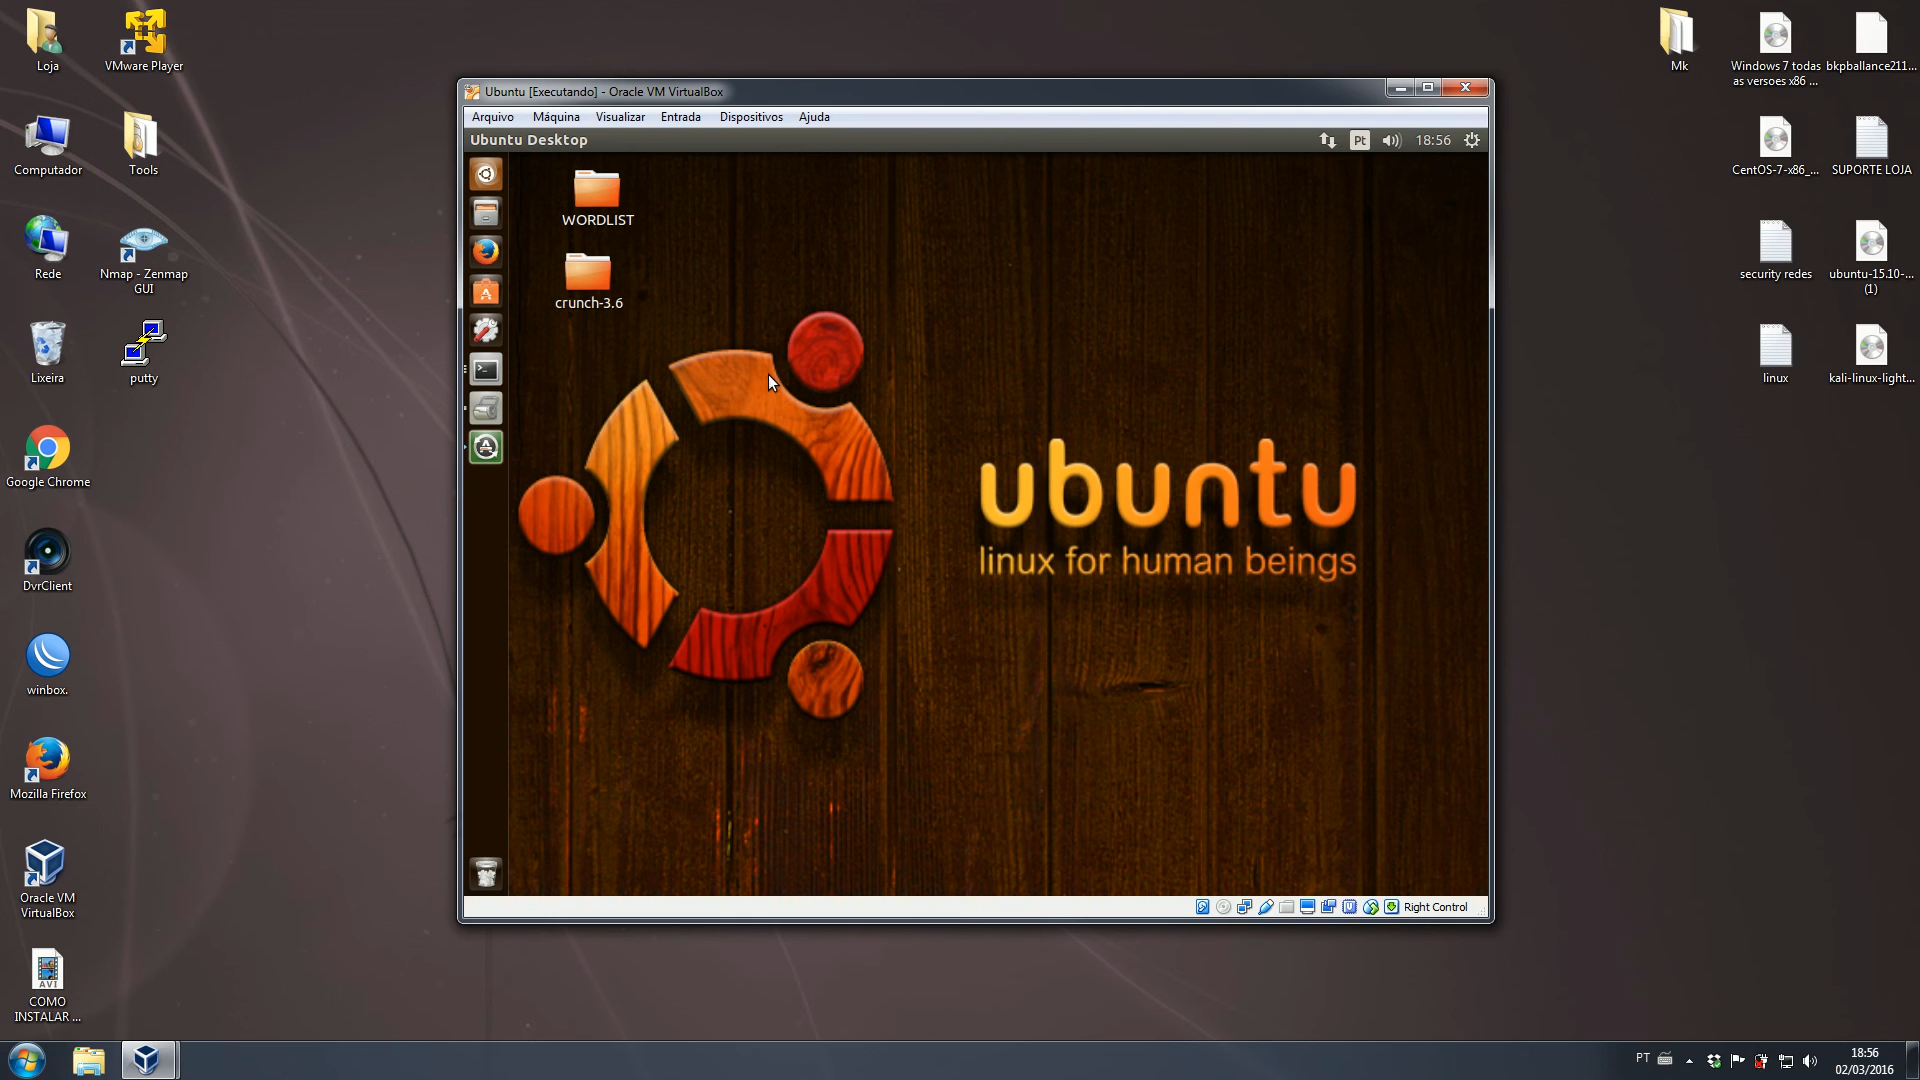 Loja
VMware Player
Computador
Tools
Rede
Nmap - Zenmap
GUI
Lixeira
putty
Google Chrome
DvrClient
winbox.
Mozilla Firefox
Oracle VM
VirtualBox
AVI
COMO
INSTALAR ...
Ubuntu [Executando] - Oracle VM VirtualBox
Arquivo Máquina Visualizar Entrada Dispositivos Ajuda
Ubuntu Desktop
Pt 18:56
WORDLIST
crunch-3.6
ubuntu
linux for human beings
Right Control
Mk
Windows 7 todas
as versoes x86 ...
bkpballance211...
CentOS-7-x86_...
SUPORTE LOJA
security redes
ubuntu-15.10-...
(1)
linux
kali-linux-light...
PT
18:56
02/03/2016